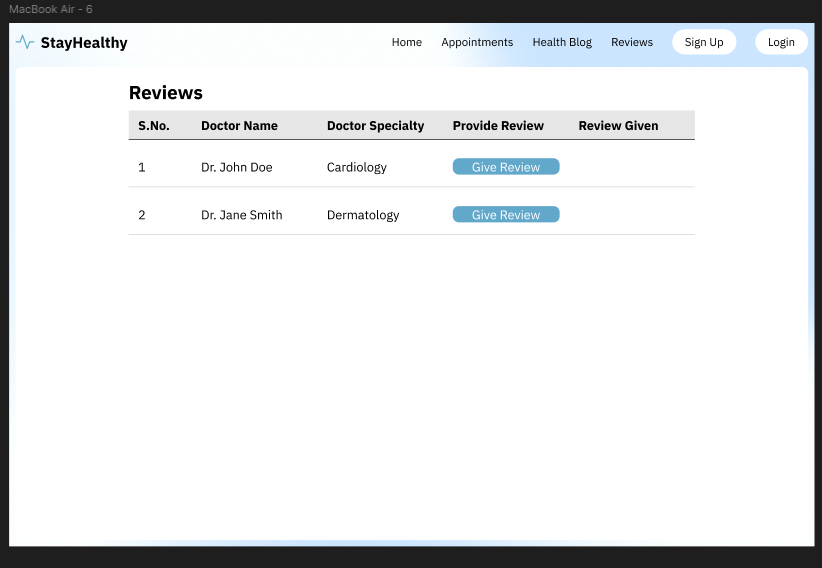 MacBook Air - 6
StayHealthy Home Appointments Health Blog Reviews Sign Up Login
Reviews
S.No. Doctor Name Doctor Specialty Provide Review Review Given
1 Dr. John Doe Cardiology Give Review
2 Dr. Jane Smith Dermatology Give Review